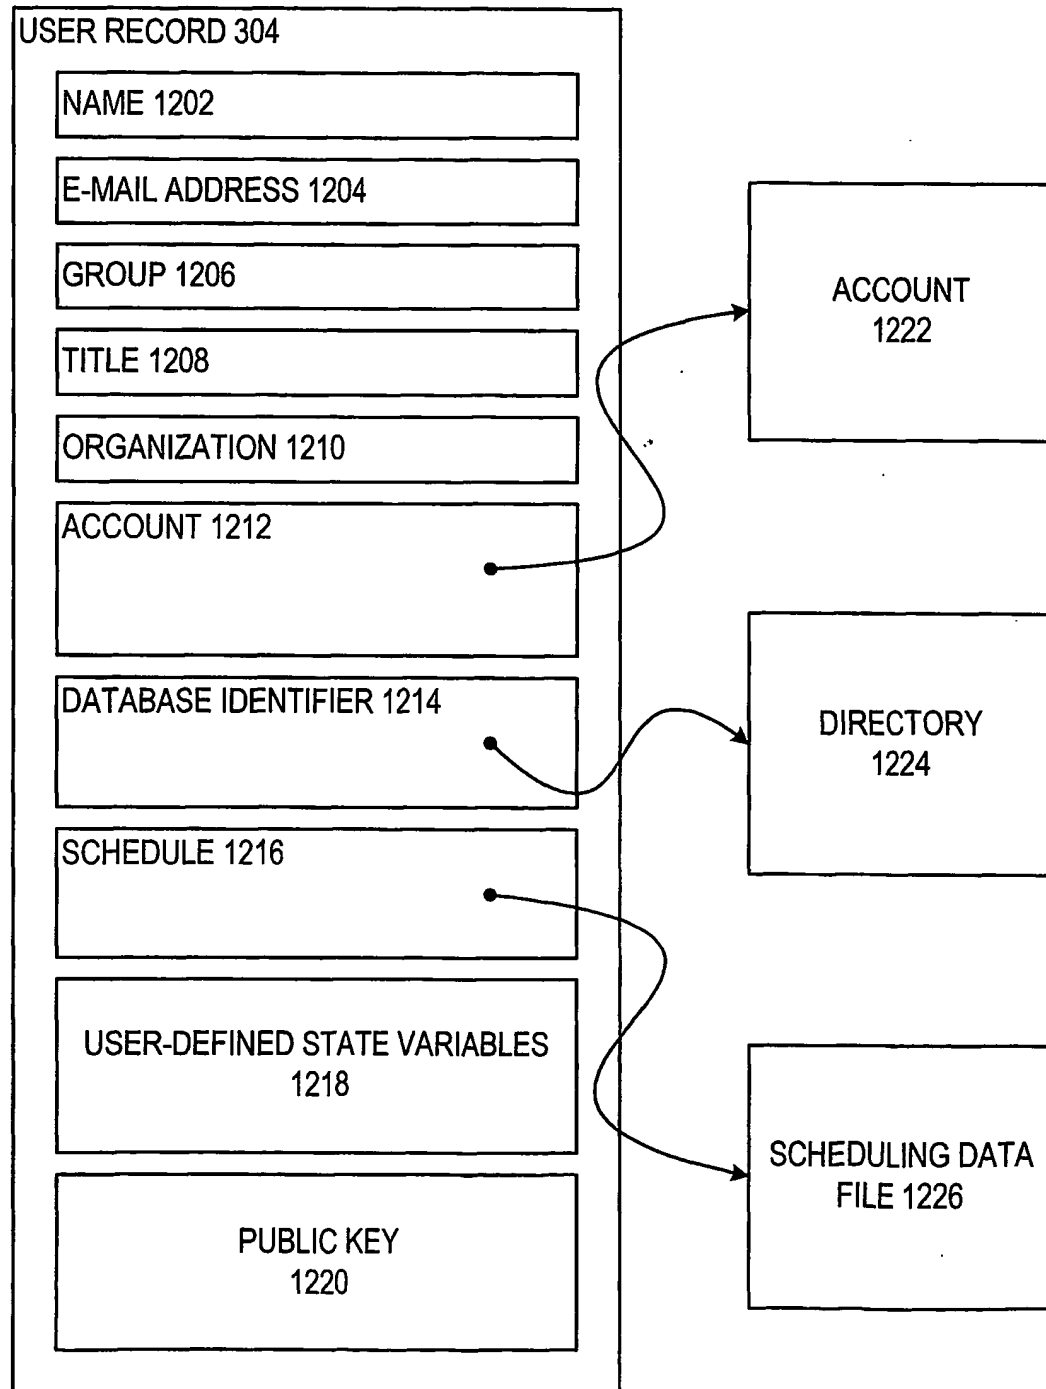 USER RECORD 304
NAME 1202
E-MAIL ADDRESS 1204
GROUP 1206
TITLE 1208
ORGANIZATION 1210
ACCOUNT 1212
DATABASE IDENTIFIER 1214
SCHEDULE 1216
USER-DEFINED STATE VARIABLES
1218
PUBLIC KEY
1220
ACCOUNT
1222
DIRECTORY
1224
SCHEDULING DATA
FILE 1226